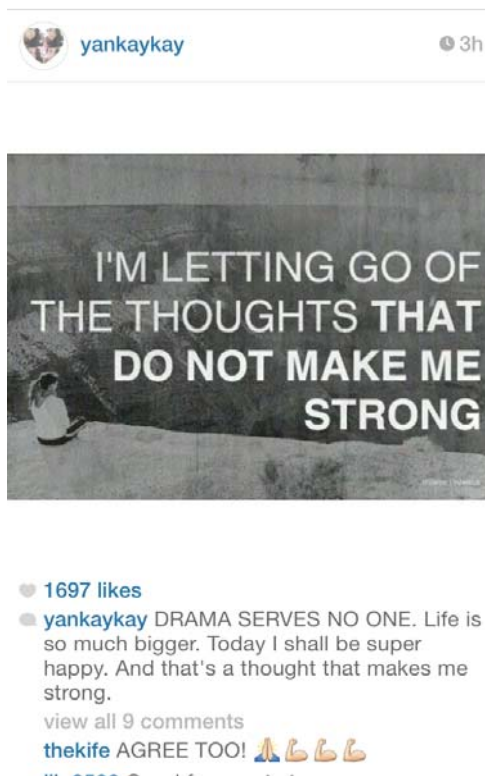 yankaykay
3h
I'M LETTING GO OF
THE THOUGHTS THAT
DO NOT MAKE ME
STRONG
1697 likes
yankaykay DRAMA SERVES NO ONE. Life is
so much bigger. Today I shall be super
happy. And that's a thought that makes me
strong.
view all 9 comments
thekife AGREE TOO! 🙏💪💪💪